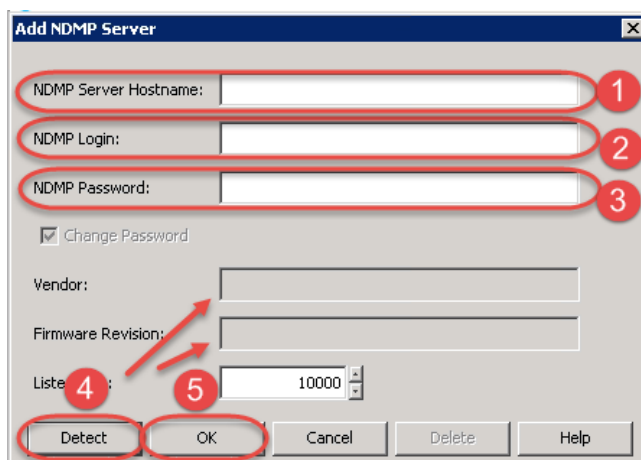 Add NDMP Server
NDMP Server Hostname: 1
NDMP Login: 2
NDMP Password: 3
Change Password
Vendor:
Firmware Revision:
4 5 10000
Detect OK Cancel Delete Help